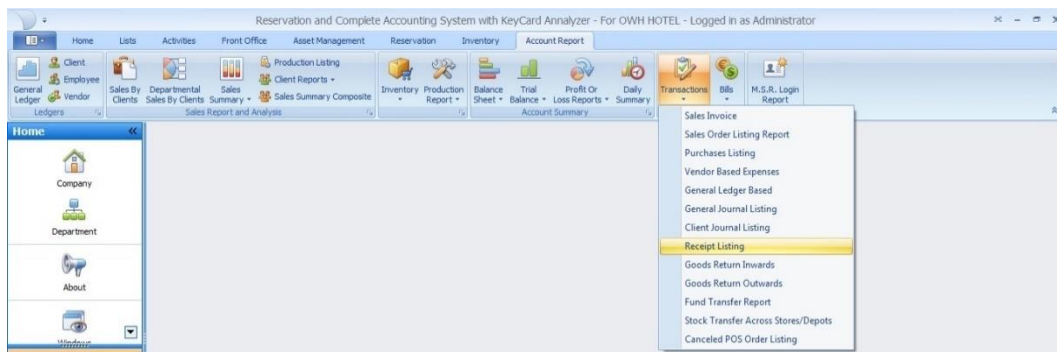 Reservation and Complete Accounting System with KeyCard Annalyzer - For OWH HOTEL - Logged in as Administrator
Home Lists Activities Front Office Asset Management Reservation Inventory Account Report
General Ledger
Client
Employee
Vendor
Ledgers
Sales By Clients
Departmental Sales By Clients
Sales Summary
Production Listing
Client Reports
Sales Summary Composite
Sales Report and Analysis
Inventory
Production Report
Balance Sheet
Trial Balance
Profit Or Loss Reports
Daily Summary
Account Summary
Transactions
Bills
M.S.R. Login Report
Sales Invoice
Sales Order Listing Report
Purchases Listing
Vendor Based Expenses
General Ledger Based
General Journal Listing
Client Journal Listing
Receipt Listing
Goods Return Inwards
Goods Return Outwards
Fund Transfer Report
Stock Transfer Across Stores/Depots
Canceled POS Order Listing
Home
Company
Department
About